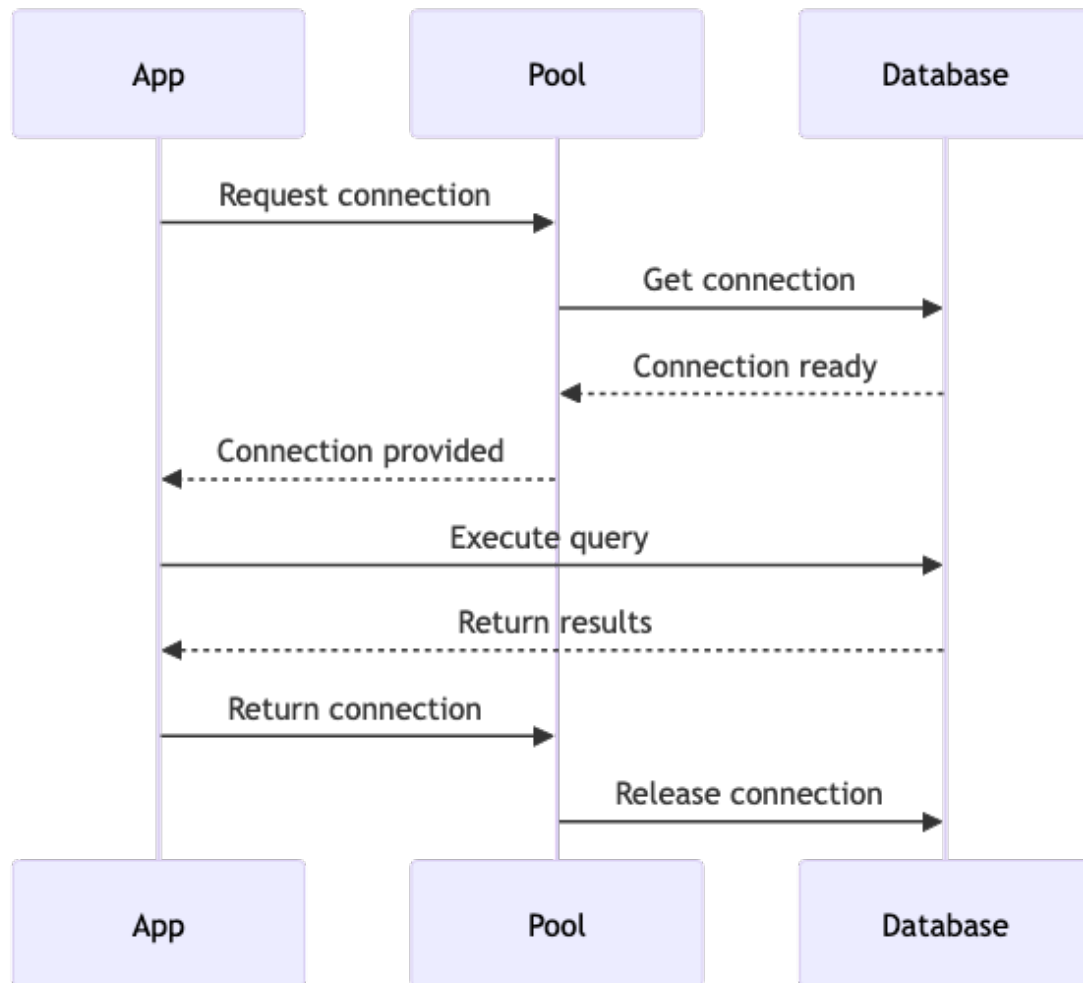 App
Pool
Database
Request connection
Get connection
Connection ready
Connection provided
Execute query
Return results
Return connection
Release connection
App
Pool
Database